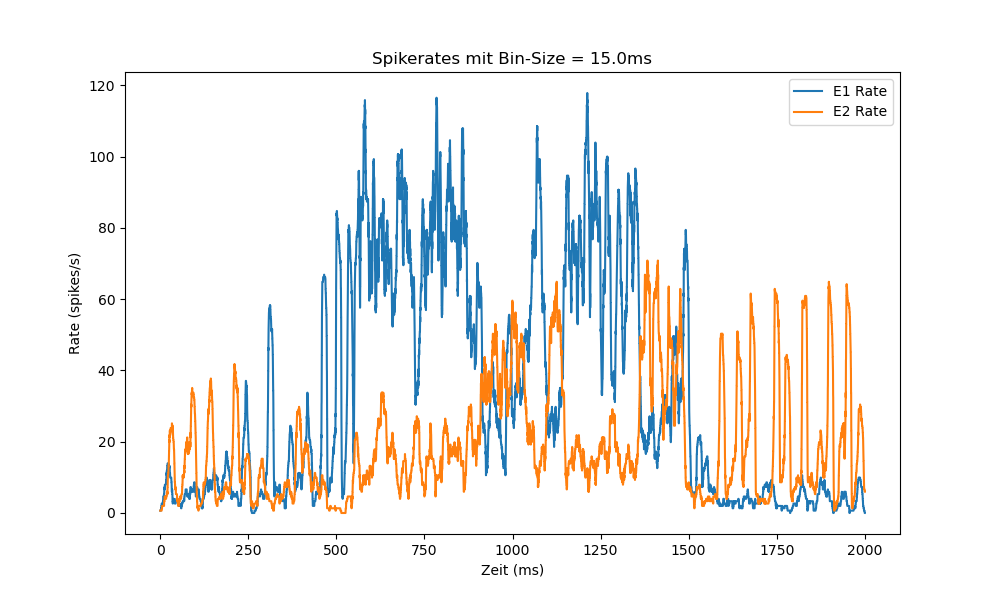 Spikerates mit Bin-Size = 15.0ms
E1 Rate
E2 Rate
Rate (spikes/s)
120
100
80
60
40
20
0
0 250 500 750 1000 1250 1500 1750 2000
Zeit (ms)